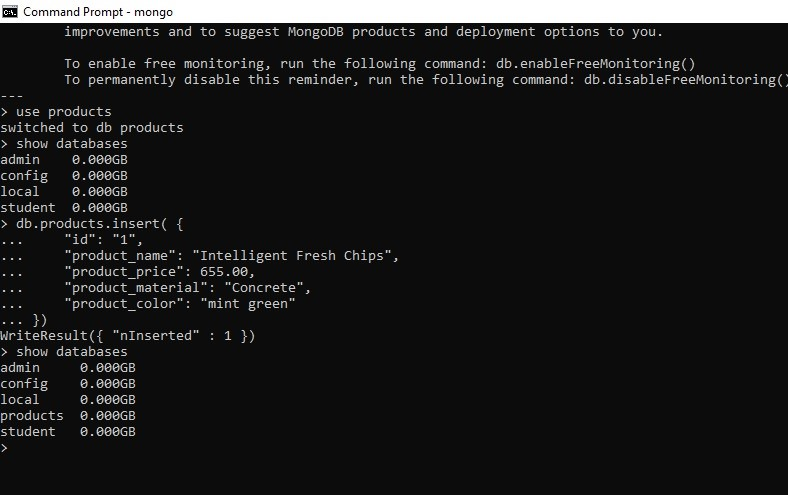 Command Prompt - mongo
improvements and to suggest MongoDB products and deployment options to you.
To enable free monitoring, run the following command: db.enableFreeMonitoring()
To permanently disable this reminder, run the following command: db.disableFreeMonitoring()
---
> use products
switched to db products
> show databases
admin    0.000GB
config   0.000GB
local    0.000GB
student  0.000GB
> db.products.insert( {
...     "id": "1",
...     "product_name": "Intelligent Fresh Chips",
...     "product_price": 655.00,
...     "product_material": "Concrete",
...     "product_color": "mint green"
... })
WriteResult({ "nInserted" : 1 })
> show databases
admin     0.000GB
config    0.000GB
local     0.000GB
products  0.000GB
student   0.000GB
>